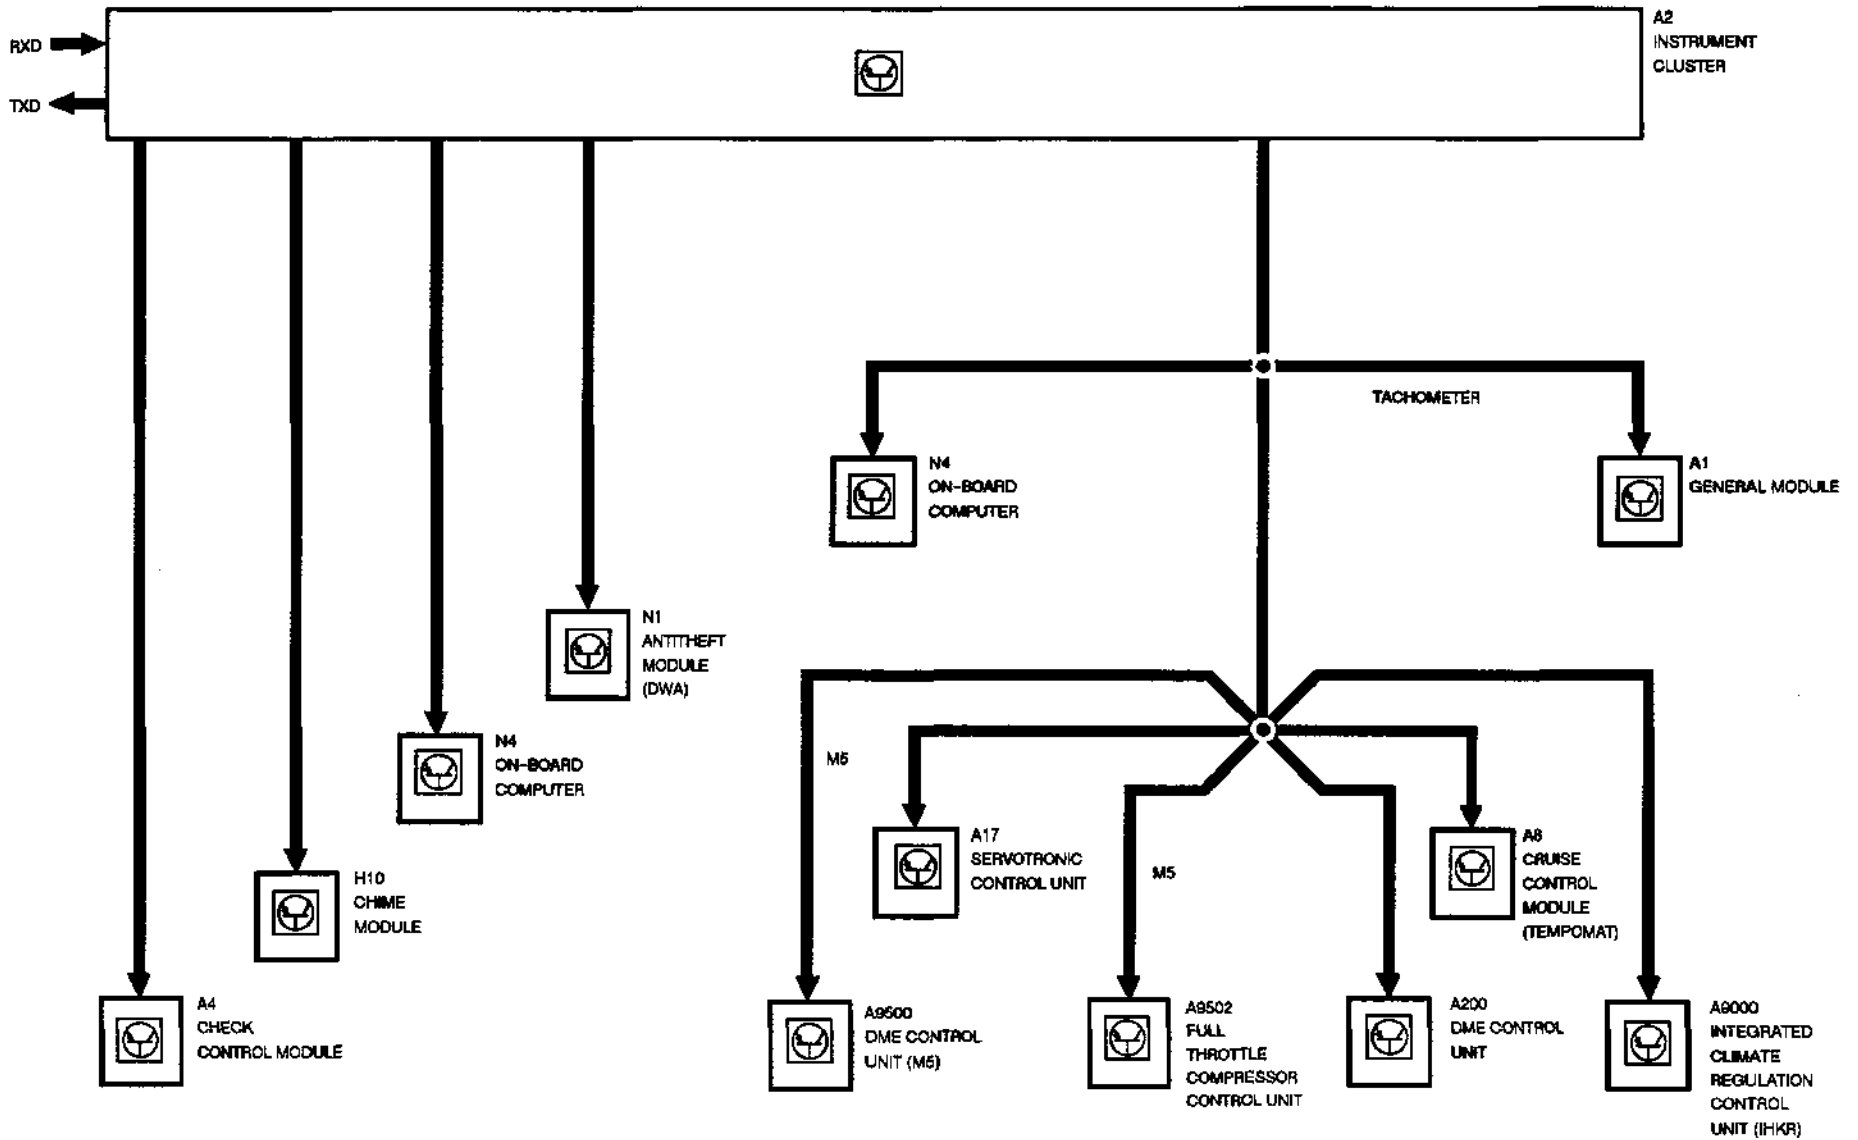 A2
INSTRUMENT
CLUSTER
RXD
TXD
TACHOMETER
N4
ON-BOARD
COMPUTER
A1
GENERAL MODULE
N1
ANTITHEFT
MODULE
(DWA)
N4
ON-BOARD
COMPUTER
M5
A17
SERVOTRONIC
CONTROL UNIT
M5
A8
CRUISE
CONTROL
MODULE
(TEMPOMAT)
H10
CHIME
MODULE
A4
CHECK
CONTROL MODULE
A9500
DME CONTROL
UNIT (M5)
A9502
FULL
THROTTLE
COMPRESSOR
CONTROL UNIT
A200
DME CONTROL
UNIT
A9000
INTEGRATED
CLIMATE
REGULATION
CONTROL
UNIT (IHKR)